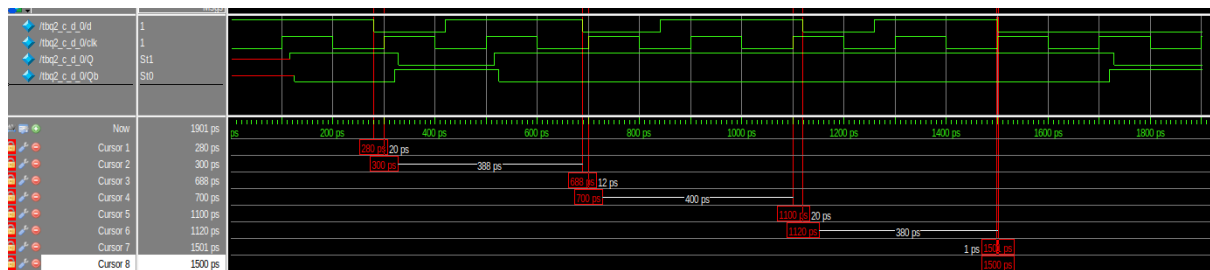 Msgs
/tbq2_c_d_0/d 1
/tbq2_c_d_0/clk 1
/tbq2_c_d_0/Q St1
/tbq2_c_d_0/Qb St0
Now 1901 ps ps 200 ps 400 ps 600 ps 800 ps 1000 ps 1200 ps 1400 ps 1600 ps 1800 ps
Cursor 1 280 ps 280 ps 20 ps
Cursor 2 300 ps 300 ps 388 ps
Cursor 3 688 ps 688 ps 12 ps
Cursor 4 700 ps 700 ps 400 ps
Cursor 5 1100 ps 1100 ps 20 ps
Cursor 6 1120 ps 1120 ps 380 ps
Cursor 7 1501 ps 1 ps 1501 ps
Cursor 8 1500 ps 1500 ps